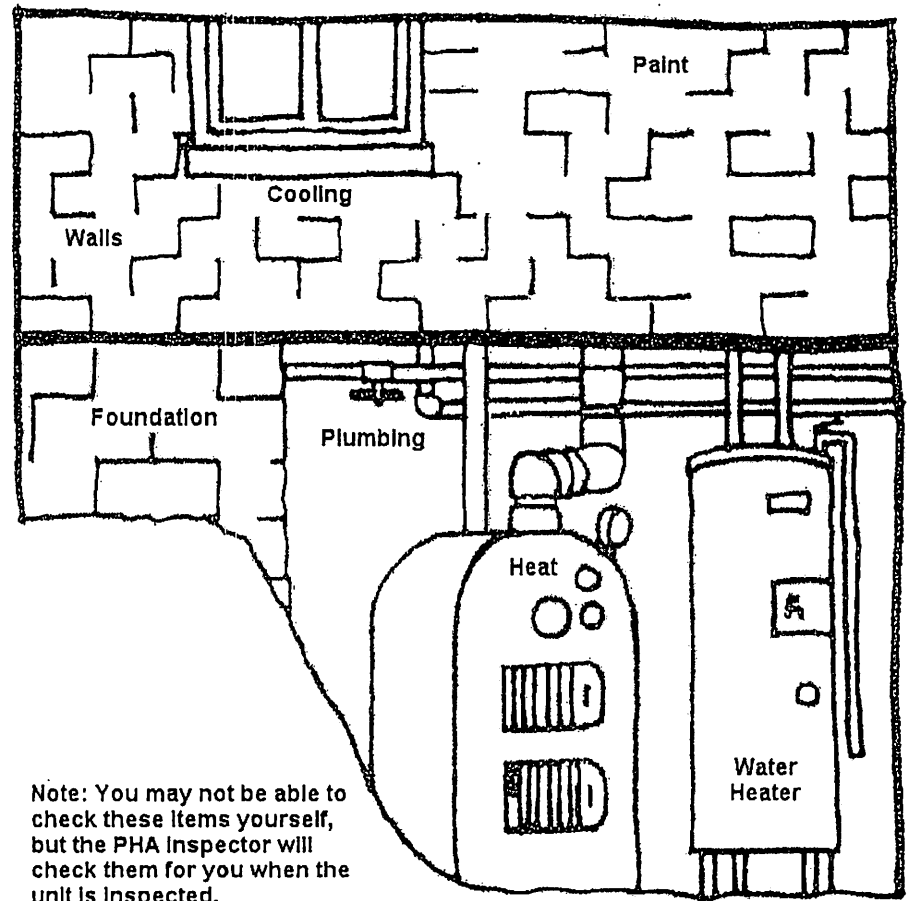 Paint
Cooling
Walls
Foundation
Plumbing
Heat
Water
Heater
Note: You may not be able to
check these items yourself,
but the PHA Inspector will
check them for you when the
unit is inspected.